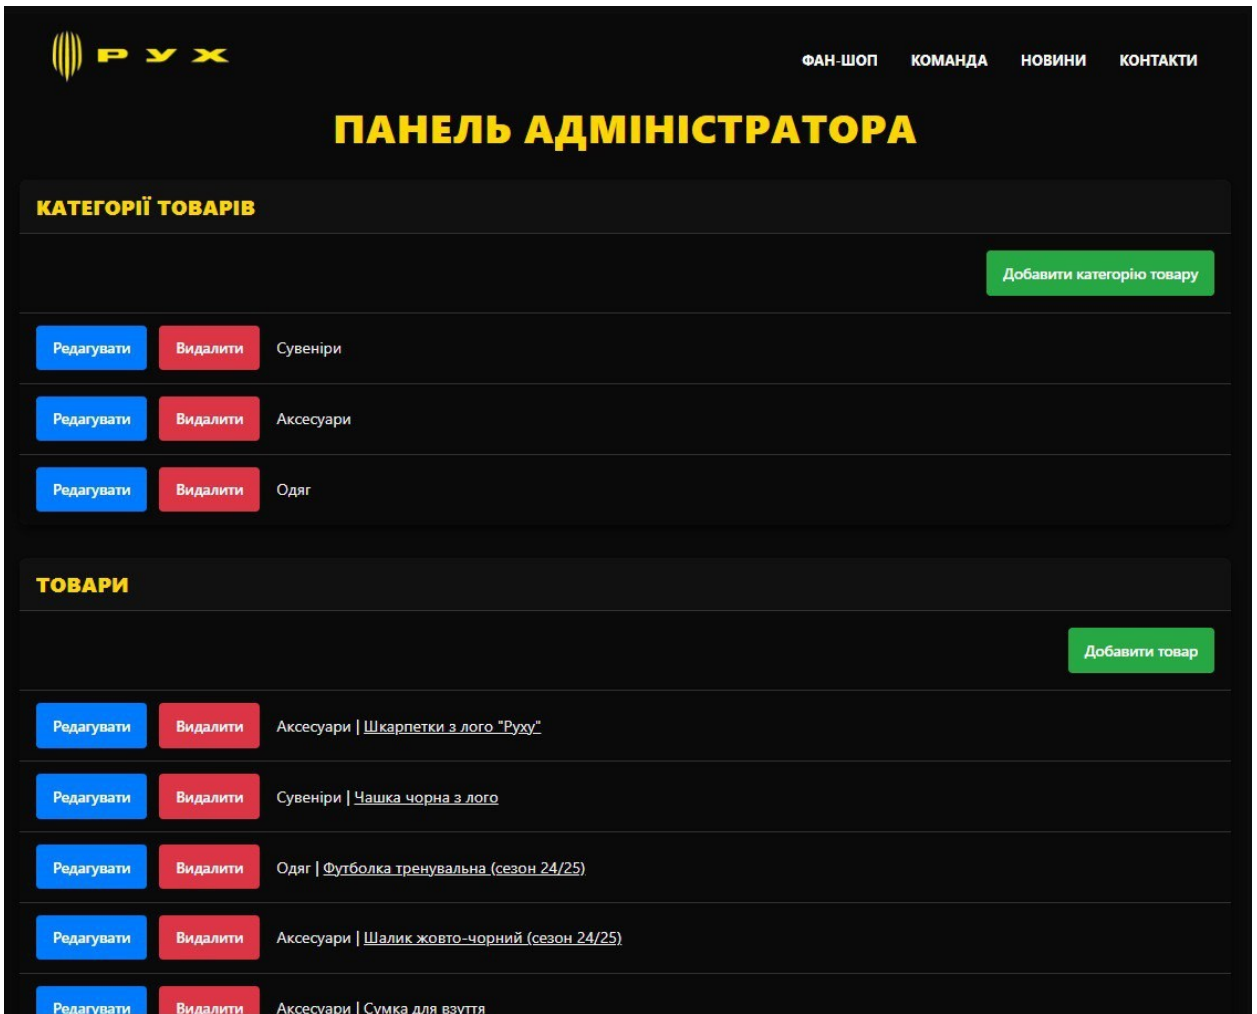 РУХ
ФАН-ШОП КОМАНДА НОВИНИ КОНТАКТИ
ПАНЕЛЬ АДМІНІСТРАТОРА
КАТЕГОРІЇ ТОВАРІВ
Добавити категорію товару
Редагувати Видалити Сувеніри
Редагувати Видалити Аксесуари
Редагувати Видалити Одяг
ТОВАРИ
Добавити товар
Редагувати Видалити Аксесуари | Шкарпетки з лого "Руху"
Редагувати Видалити Сувеніри | Чашка чорна з лого
Редагувати Видалити Одяг | Футболка тренувальна (сезон 24/25)
Редагувати Видалити Аксесуари | Шалик жовто-чорний (сезон 24/25)
Редагувати Видалити Аксесуари | Сумка для взуття